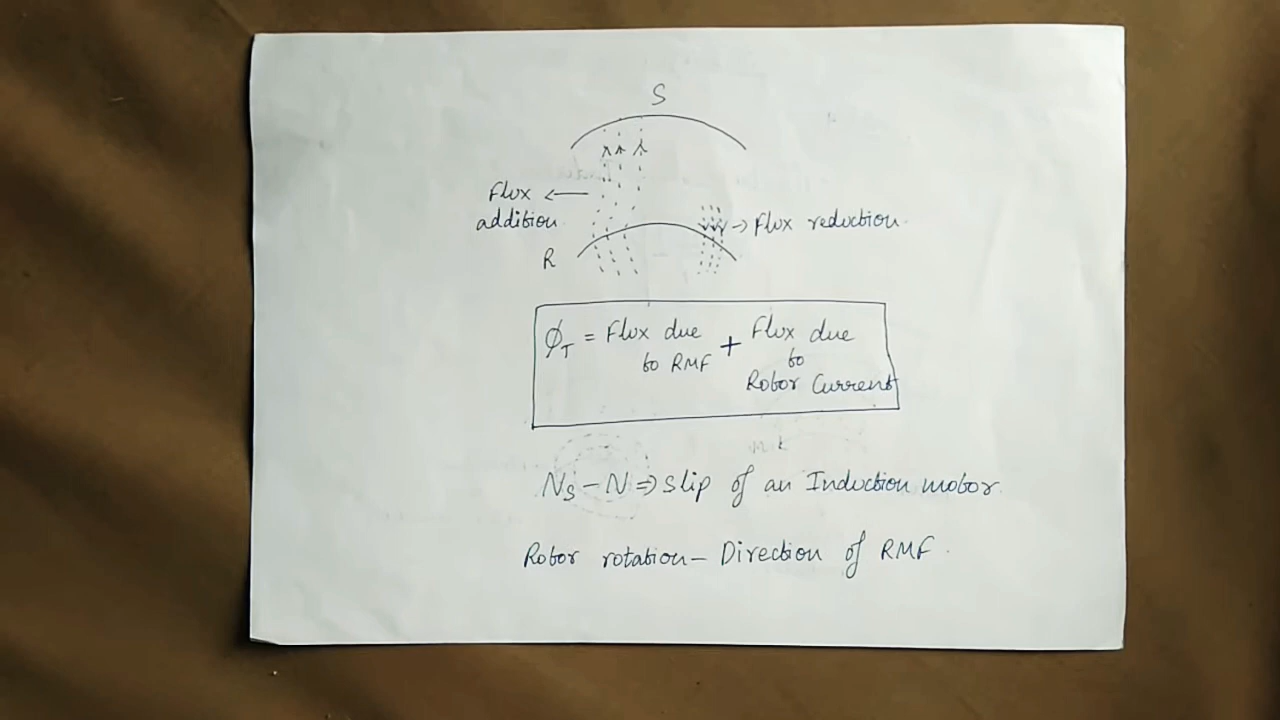 S
Flux ←
addition
→ Flux reduction
R
ϕT = Flux due to RMF + Flux due to Rotor Current
Ns – N ⇒ slip of an Induction motor
Rotor rotation – Direction of RMF